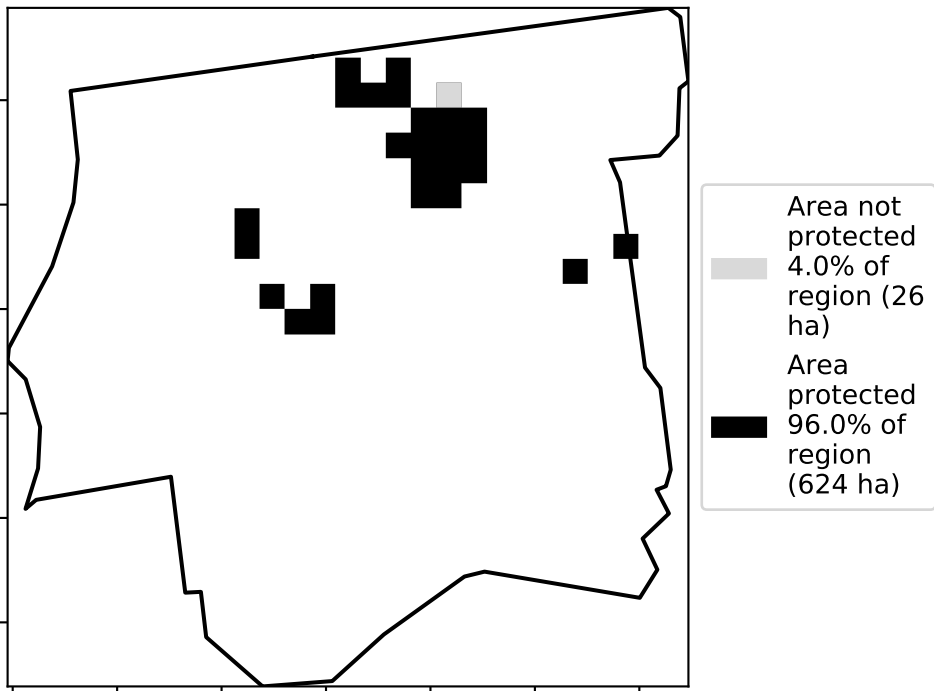 Area not
protected
4.0% of
region (26
ha)
Area
protected
96.0% of
region
(624 ha)